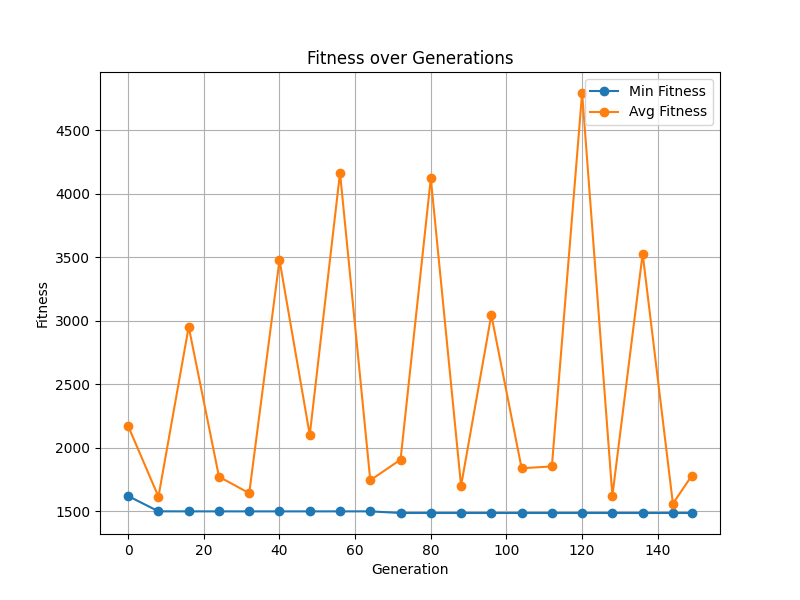 Fitness over Generations
Min Fitness
Avg Fitness
4500
4000
3500
3000
2500
2000
1500
Fitness
0 20 40 60 80 100 120 140
Generation